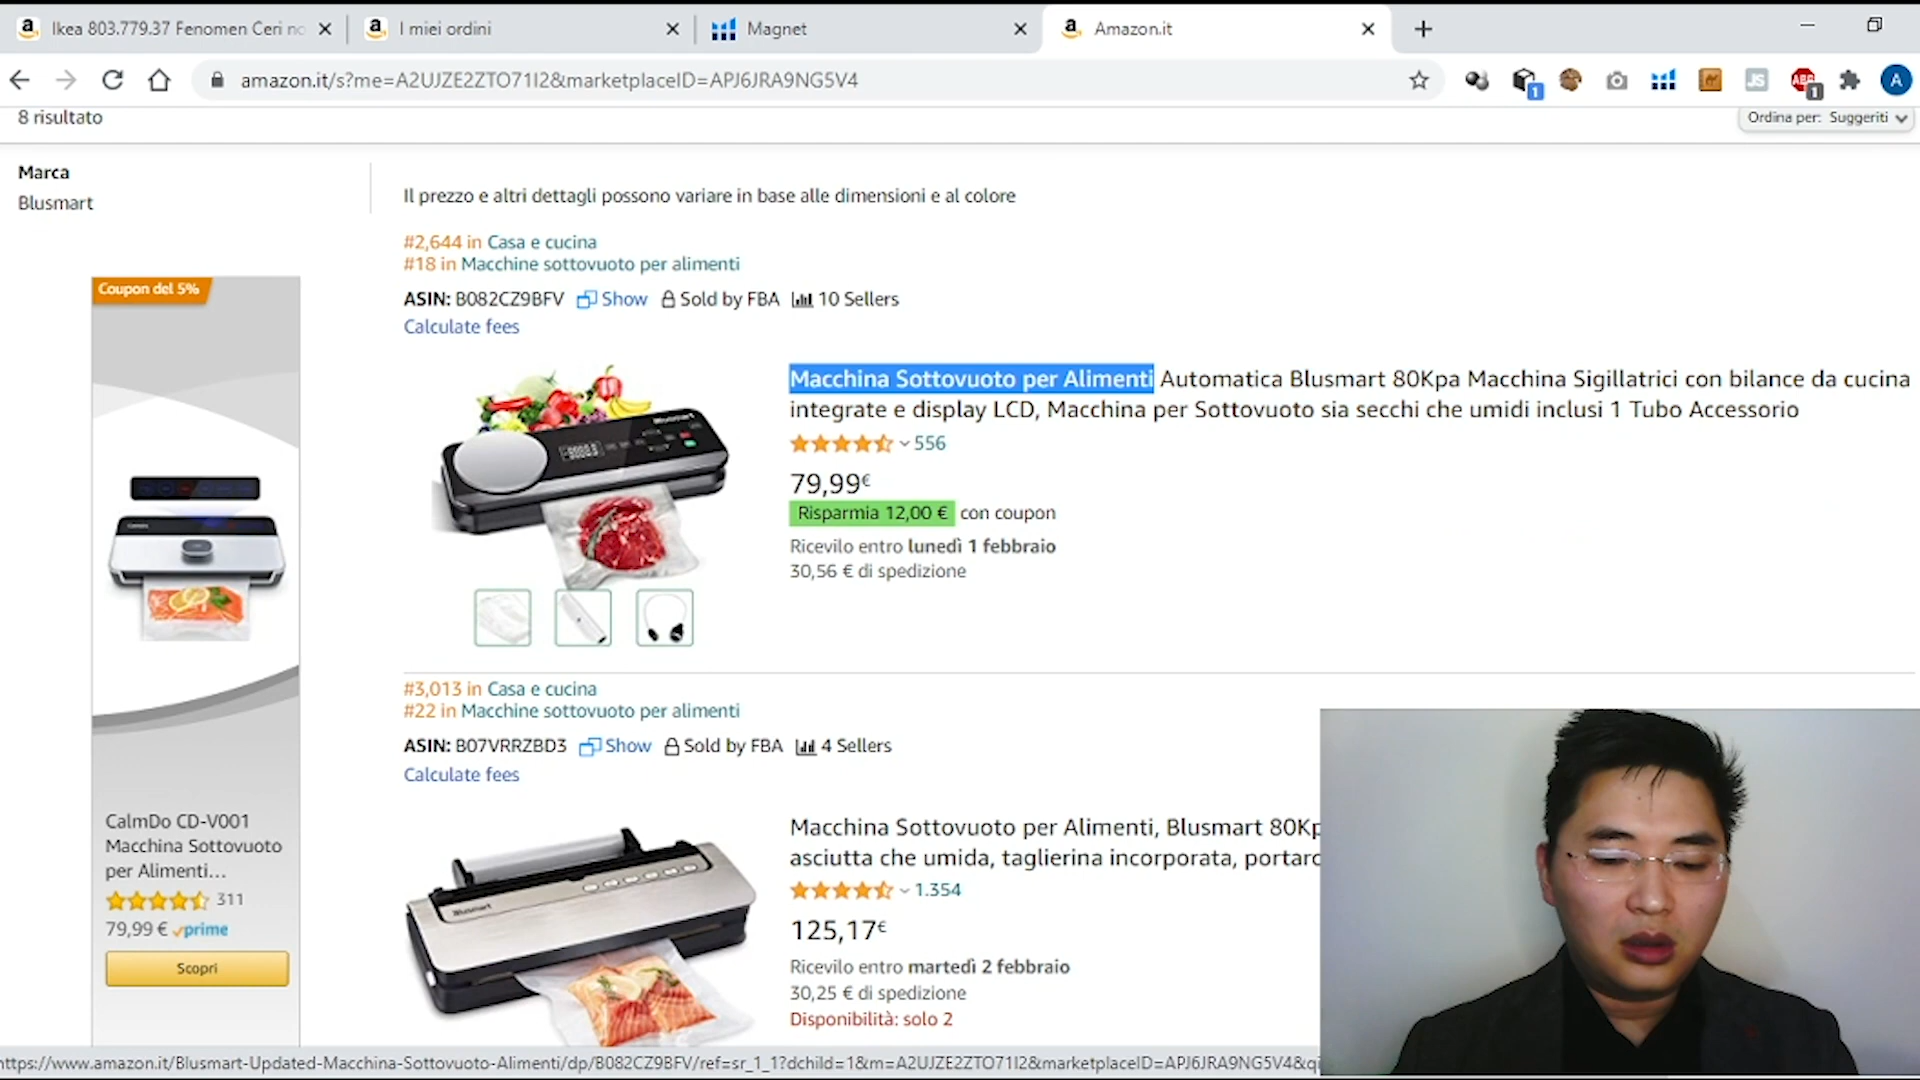 Ikea 803.779.37 Fenomen Ceri no
I miei ordini
Magnet
Amazon.it
amazon.it/s?me=A2UJZE2ZTO71I2&marketplaceID=APJ6JRA9NG5V4
8 risultato
Ordina per: Suggeriti
Marca
Blusmart
Il prezzo e altri dettagli possono variare in base alle dimensioni e al colore
#2,644 in Casa e cucina
#18 in Macchine sottovuoto per alimenti
ASIN: B082CZ9BFV Show Sold by FBA 10 Sellers
Calculate fees
Macchina Sottovuoto per Alimenti Automatica Blusmart 80Kpa Macchina Sigillatrici con bilance da cucina
integrate e display LCD, Macchina per Sottovuoto sia secchi che umidi inclusi 1 Tubo Accessorio
556
79,99€
Risparmia 12,00 € con coupon
Ricevilo entro lunedì 1 febbraio
30,56 € di spedizione
#3,013 in Casa e cucina
#22 in Macchine sottovuoto per alimenti
ASIN: B07VRRZBD3 Show Sold by FBA 4 Sellers
Calculate fees
Blusmart
Macchina Sottovuoto per Alimenti, Blusmart 80Kp
asciutta che umida, taglierina incorporata, portaro
1.354
125,17€
Ricevilo entro martedì 2 febbraio
30,25 € di spedizione
Disponibilità: solo 2
Coupon del 5%
CalmDo CD-V001
Macchina Sottovuoto
per Alimenti...
311
79,99 € prime
Scopri
https://www.amazon.it/Blusmart-Updated-Macchina-Sottovuoto-Alimenti/dp/B082CZ9BFV/ref=sr_1_1?dchild=1&m=A2UJZE2ZTO71I2&marketplaceID=APJ6JRA9NG5V4&qi